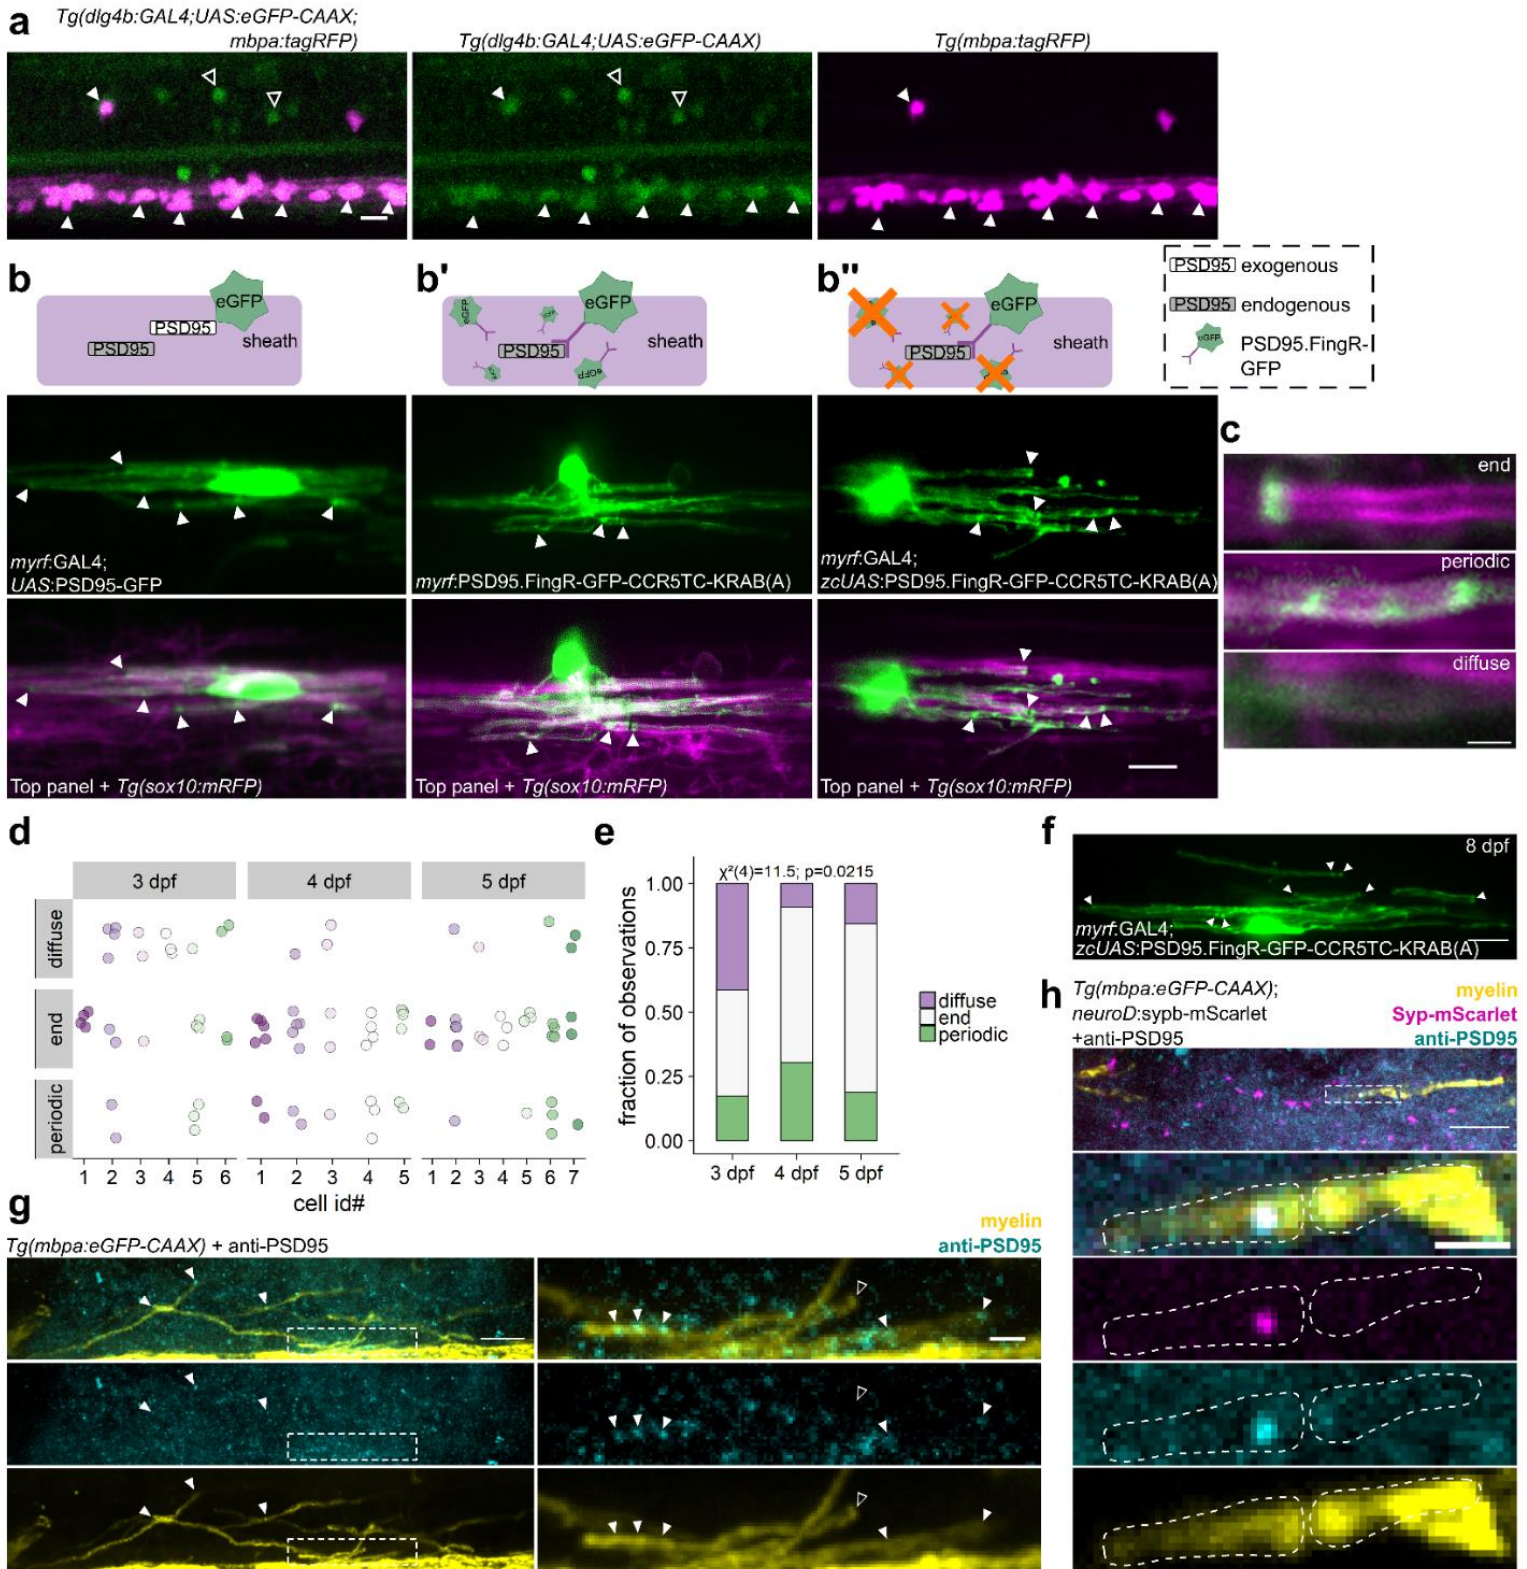 a
Tg(dlg4b:GAL4;UAS:eGFP-CAAX;
mbpa:tagRFP)
Tg(dlg4b:GAL4;UAS:eGFP-CAAX)
Tg(mbpa:tagRFP)
b
eGFP
PSD95
PSD95
sheath
b'
eGFP
eGFP
PSD95
eGFP
sheath
b''
eGFP
PSD95
sheath
PSD95 exogenous
PSD95 endogenous
eGFP
PSD95.FingR-
GFP
myrf:GAL4;
UAS:PSD95-GFP
myrf:PSD95.FingR-GFP-CCR5TC-KRAB(A)
myrf:GAL4;
zcUAS:PSD95.FingR-GFP-CCR5TC-KRAB(A)
Top panel + Tg(sox10:mRFP)
Top panel + Tg(sox10:mRFP)
Top panel + Tg(sox10:mRFP)
c
end
periodic
diffuse
d
3 dpf
4 dpf
5 dpf
diffuse
end
periodic
1 2 3 4 5 6
1 2 3 4 5
1 2 3 4 5 6 7
cell id#
e
χ²(4)=11.5; p=0.0215
fraction of observations
1.00
0.75
0.50
0.25
0.00
3 dpf
4 dpf
5 dpf
diffuse
end
periodic
f
8 dpf
myrf:GAL4;
zcUAS:PSD95.FingR-GFP-CCR5TC-KRAB(A)
g
Tg(mbpa:eGFP-CAAX) + anti-PSD95
myelin
anti-PSD95
h
Tg(mbpa:eGFP-CAAX);
neuroD:sypb-mScarlet
+anti-PSD95
myelin
Syp-mScarlet
anti-PSD95